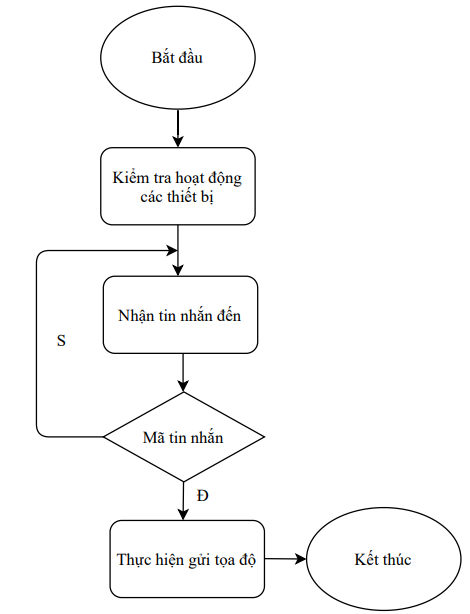 Bắt đầu
Kiểm tra hoạt động
các thiết bị
Nhận tin nhắn đến
S
Mã tin nhắn
Đ
Thực hiện gửi tọa độ
Kết thúc